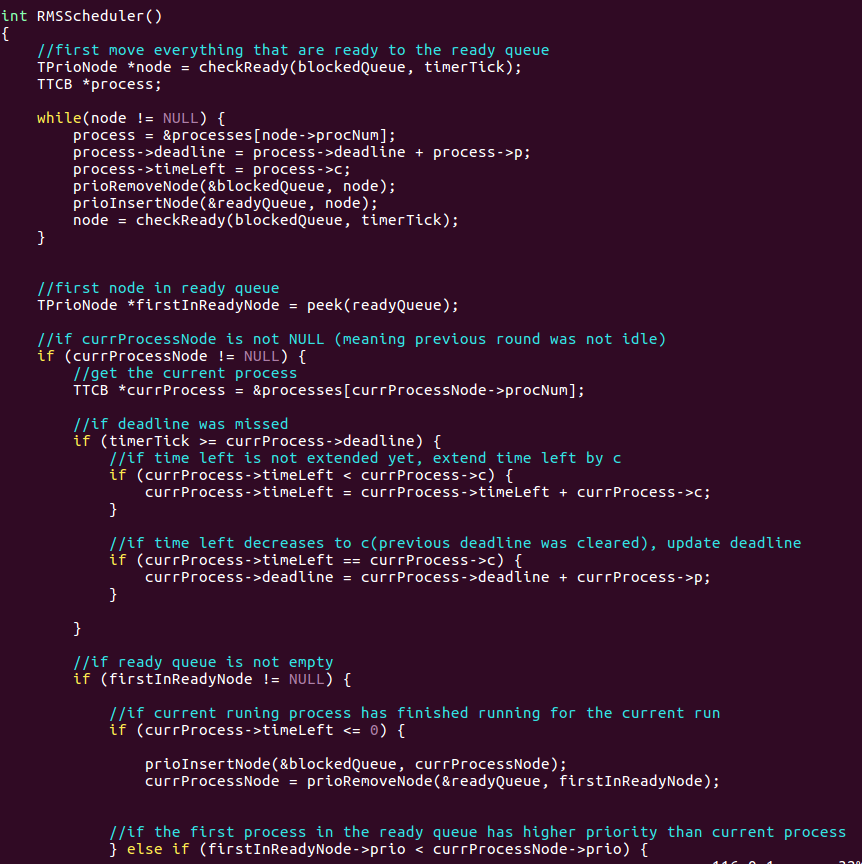 int RMSScheduler()
{
    //first move everything that are ready to the ready queue
    TPrioNode *node = checkReady(blockedQueue, timerTick);
    TTCB *process;

    while(node != NULL) {
        process = &processes[node->procNum];
        process->deadline = process->deadline + process->p;
        process->timeLeft = process->c;
        prioRemoveNode(&blockedQueue, node);
        prioInsertNode(&readyQueue, node);
        node = checkReady(blockedQueue, timerTick);
    }


    //first node in ready queue
    TPrioNode *firstInReadyNode = peek(readyQueue);

    //if currProcessNode is not NULL (meaning previous round was not idle)
    if (currProcessNode != NULL) {
        //get the current process
        TTCB *currProcess = &processes[currProcessNode->procNum];

        //if deadline was missed
        if (timerTick >= currProcess->deadline) {
            //if time left is not extended yet, extend time left by c
            if (currProcess->timeLeft < currProcess->c) {
                currProcess->timeLeft = currProcess->timeLeft + currProcess->c;
            }

            //if time left decreases to c(previous deadline was cleared), update deadline
            if (currProcess->timeLeft == currProcess->c) {
                currProcess->deadline = currProcess->deadline + currProcess->p;
            }

        }

        //if ready queue is not empty
        if (firstInReadyNode != NULL) {

            //if current runing process has finished running for the current run
            if (currProcess->timeLeft <= 0) {

                prioInsertNode(&blockedQueue, currProcessNode);
                currProcessNode = prioRemoveNode(&readyQueue, firstInReadyNode);


            //if the first process in the ready queue has higher priority than current process
            } else if (firstInReadyNode->prio < currProcessNode->prio) {